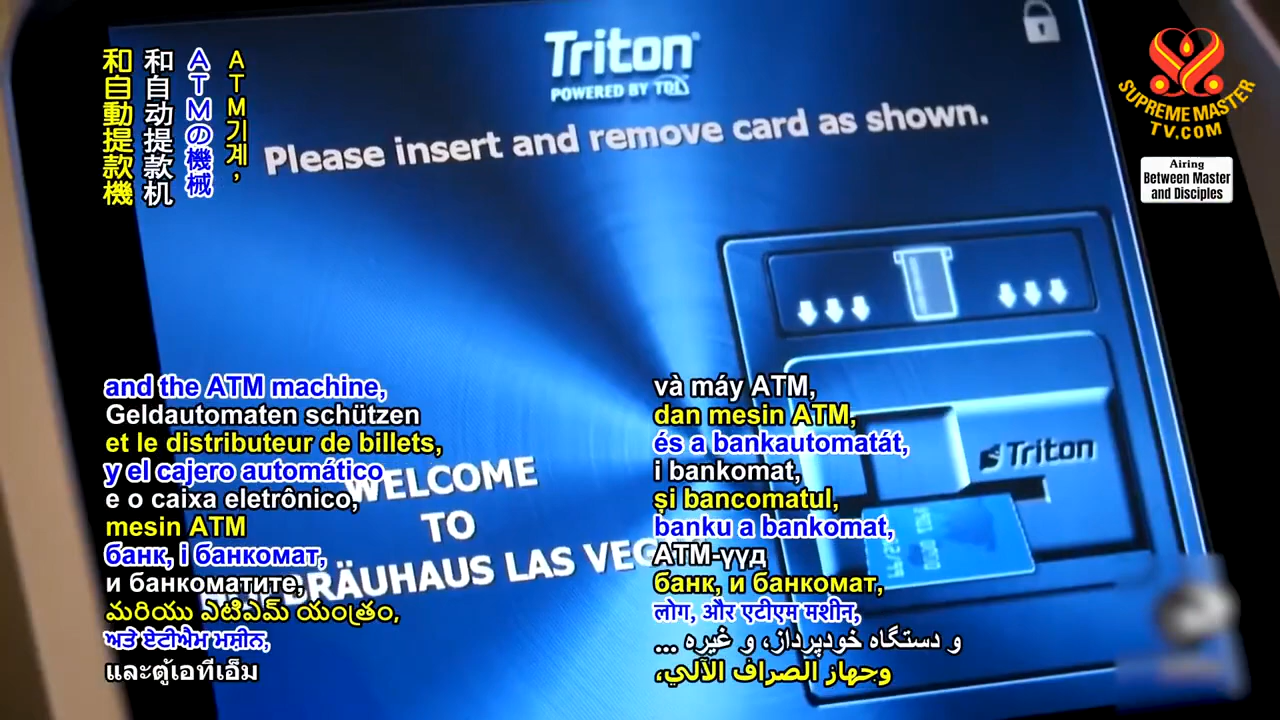 Triton
POWERED BY TDL
Please insert and remove card as shown.
和自動提款機
和自动提款机
ATMの機械
ATM기계,
SUPREME MASTER
TV.COM
Airing
Between Master
and Disciples
Triton
WELCOME
TO
RÄUHAUS LAS VEG
and the ATM machine,
Geldautomaten schützen
et le distributeur de billets,
y el cajero automático
e o caixa eletrônico,
mesin ATM
банк, і банкомат,
и банкоматите,
మరియు ఎటిఎమ్ యంత్రం,
ਅਤੇ ਏਟੀਐਮ ਮਸ਼ੀਨ,
และตู้เอทีเอ็ม
và máy ATM,
dan mesin ATM,
és a bankautomatát,
i bankomat,
și bancomatul,
banku a bankomat,
АТМ-үүд
банк, и банкомат,
लोग, और एटीएम मशीन,
و دستگاه خودپرداز، و غیره ...
وجهاز الصراف الآلي،